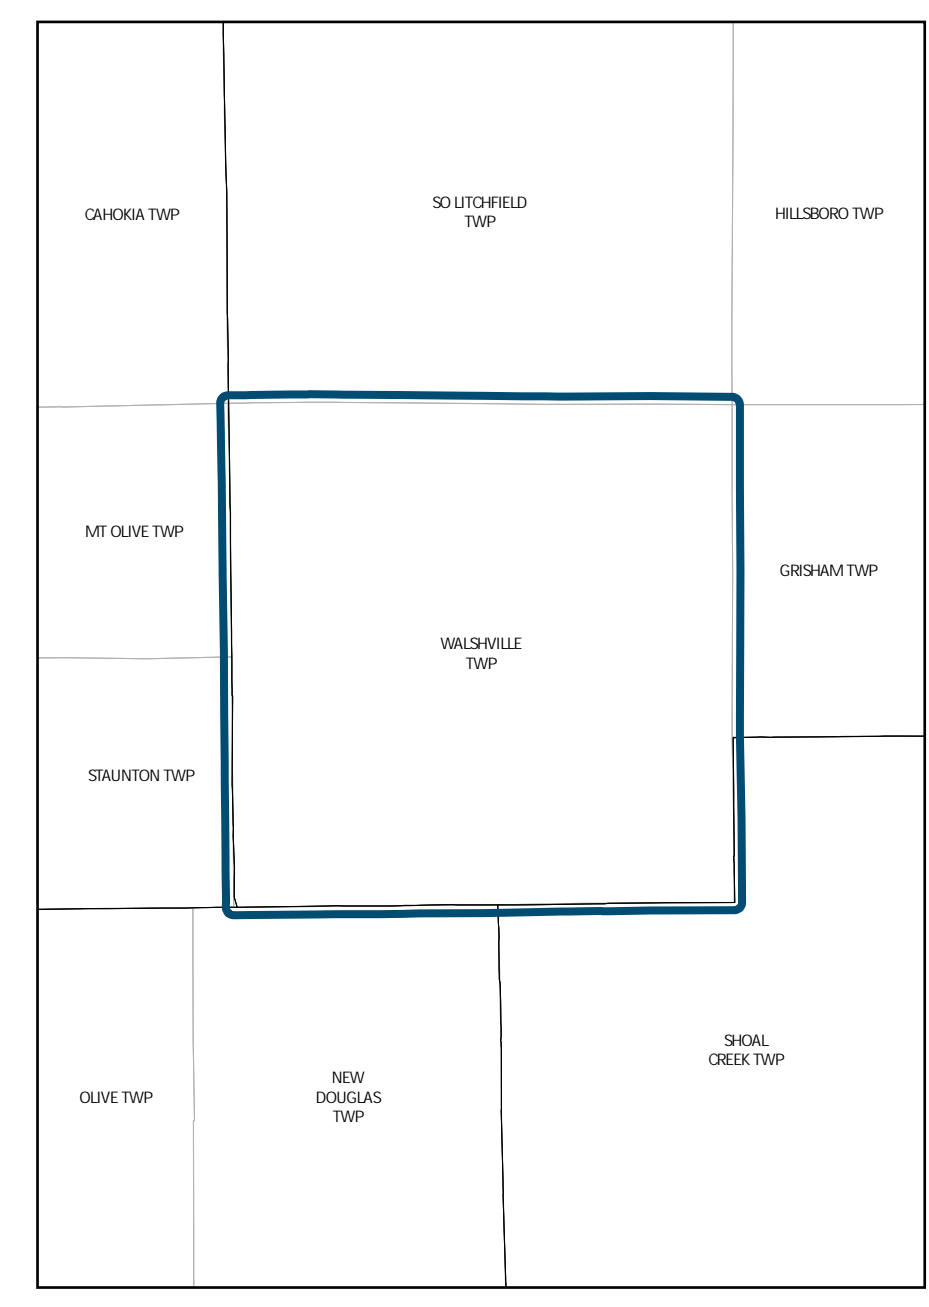 CAHOKIA TWP
SO LITCHFIELD
TWP
HILLSBORO TWP
MT OLIVE TWP
GRISHAM TWP
WALSHVILLE
TWP
STAUNTON TWP
SHOAL
CREEK TWP
OLIVE TWP
NEW
DOUGLAS
TWP